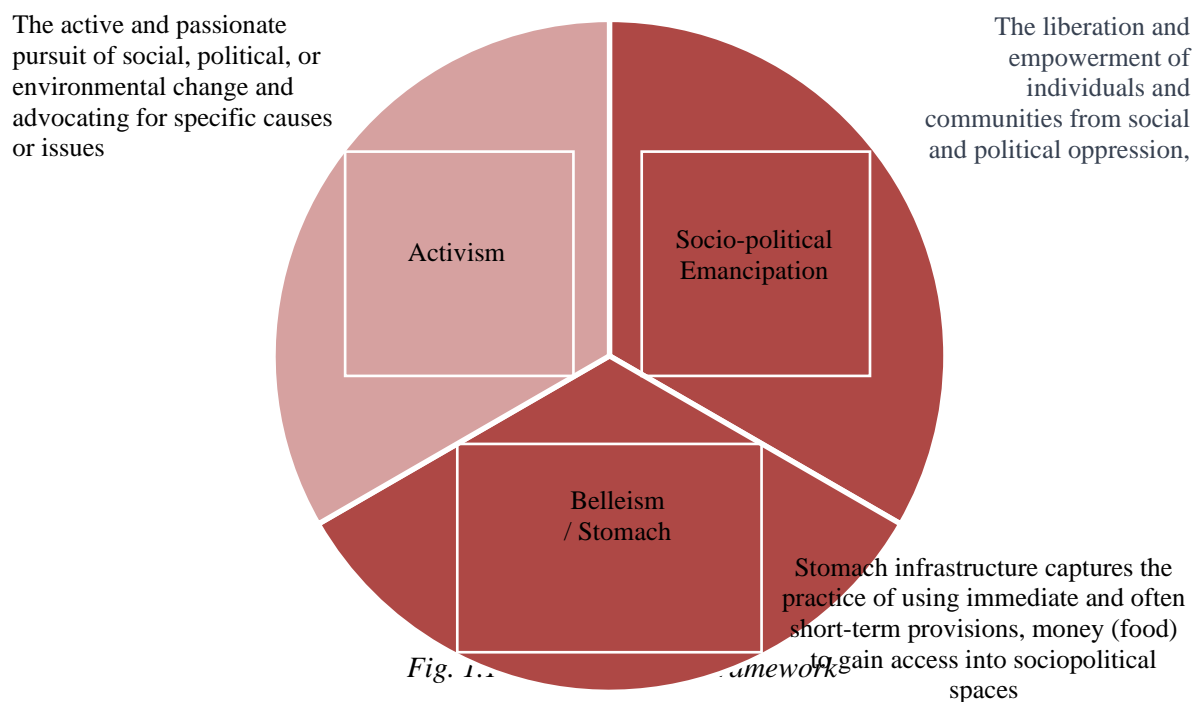 The active and passionate
pursuit of social, political, or
environmental change and
advocating for specific causes
or issues
The liberation and
empowerment of
individuals and
communities from social
and political oppression,
Activism
Socio-political
Emancipation
Belleism
/ Stomach
Stomach infrastructure captures the
practice of using immediate and often
short-term provisions, money (food)
to gain access into sociopolitical
spaces
Fig.